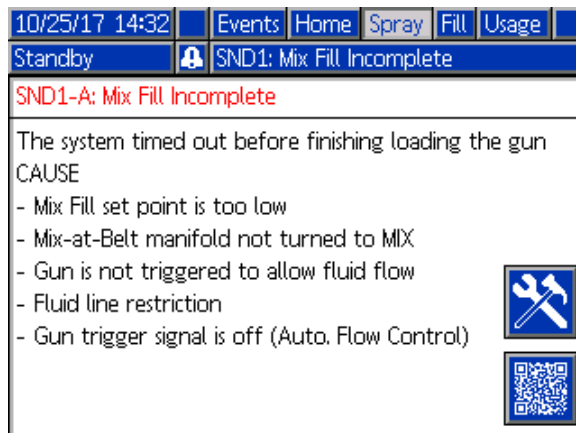 10/25/17 14:32 Events Home Spray Fill Usage
Standby SND1: Mix Fill Incomplete
SND1-A: Mix Fill Incomplete
The system timed out before finishing loading the gun
CAUSE
- Mix Fill set point is too low
- Mix-at-Belt manifold not turned to MIX
- Gun is not triggered to allow fluid flow
- Fluid line restriction
- Gun trigger signal is off (Auto. Flow Control)